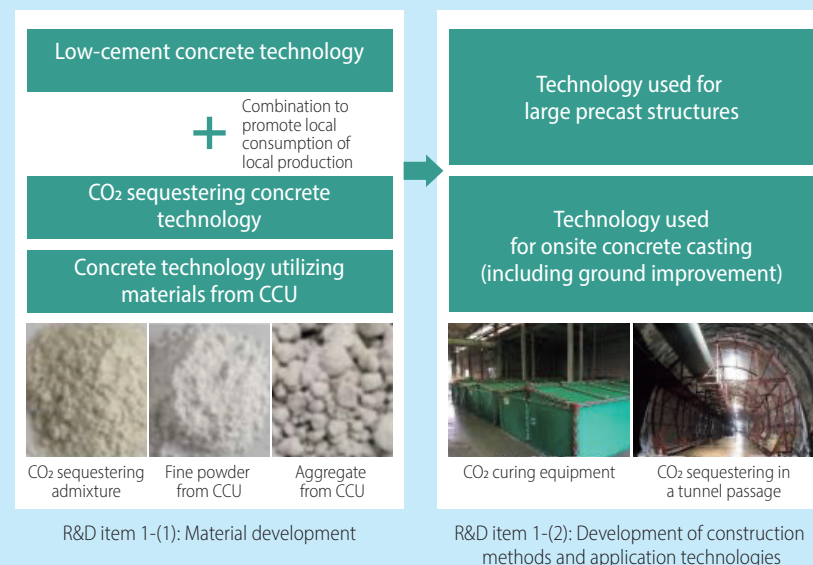 Low-cement concrete technology
+
Combination to
promote local
consumption of
local production
CO₂ sequestering concrete
technology
Concrete technology utilizing
materials from CCU
CO₂ sequestering
admixture
Fine powder
from CCU
Aggregate
from CCU
R&D item 1-(1): Material development
Technology used for
large precast structures
Technology used
for onsite concrete casting
(including ground improvement)
CO₂ curing equipment
CO₂ sequestering in
a tunnel passage
R&D item 1-(2): Development of construction
methods and application technologies